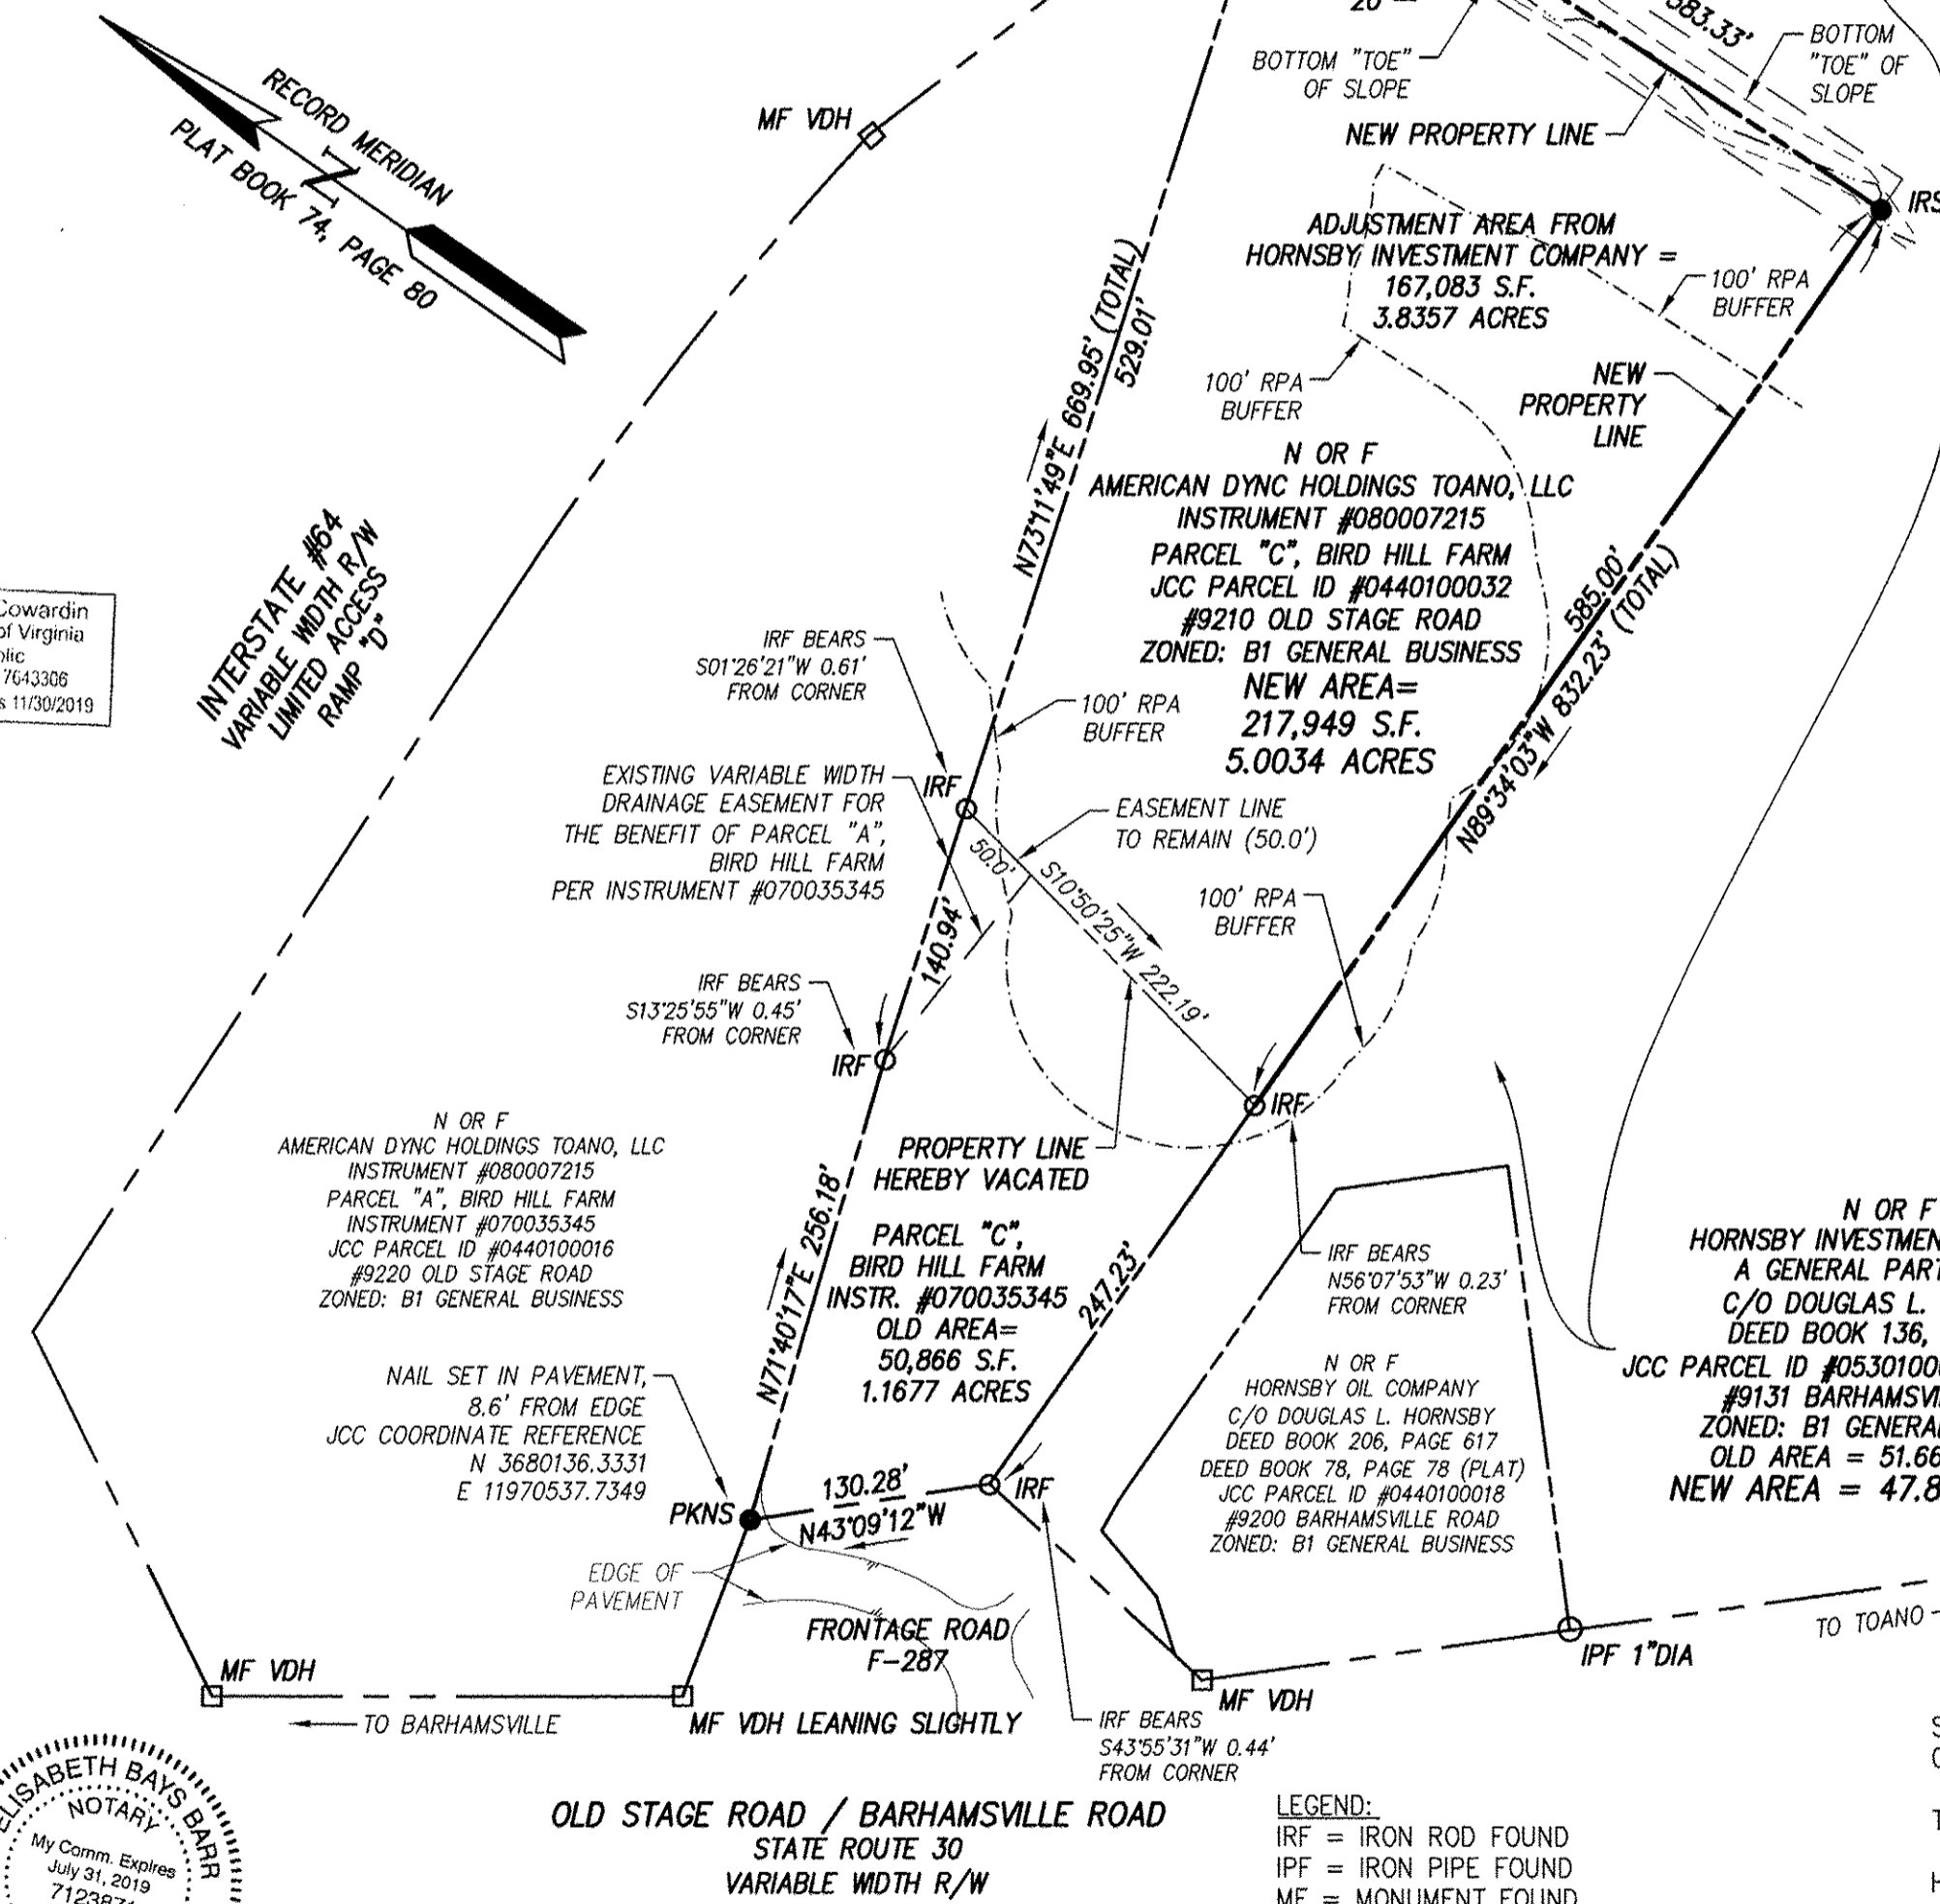 RECORD MERIDIAN
N
PLAT BOOK 74, PAGE 80
MF VDH
20
583.33'
BOTTOM "TOE"
OF SLOPE
BOTTOM
"TOE" OF
SLOPE
NEW PROPERTY LINE
ADJUSTMENT AREA FROM
HORNSBY INVESTMENT COMPANY =
167,083 S.F.
3.8357 ACRES
100' RPA
BUFFER
100' RPA
BUFFER
NEW
PROPERTY
LINE
N73°11'49"E 669.95' (TOTAL)
529.01'
N OR F
AMERICAN DYNC HOLDINGS TOANO, LLC
INSTRUMENT #080007215
PARCEL "C", BIRD HILL FARM
JCC PARCEL ID #0440100032
#9210 OLD STAGE ROAD
ZONED: B1 GENERAL BUSINESS
NEW AREA=
217,949 S.F.
5.0034 ACRES
585.00'
N89°34'03"W 832.23' (TOTAL)
INTERSTATE #64
VARIABLE WIDTH R/W
LIMITED ACCESS
RAMP "D"
Cowardin
of Virginia
7643306
11/30/2019
IRF BEARS
S01°26'21"W 0.61'
FROM CORNER
100' RPA
BUFFER
EXISTING VARIABLE WIDTH
DRAINAGE EASEMENT FOR
THE BENEFIT OF PARCEL "A",
BIRD HILL FARM
PER INSTRUMENT #070035345
IRF
EASEMENT LINE
TO REMAIN (50.0')
50.0'
S10°50'25"W 222.19'
140.94'
100' RPA
BUFFER
IRF BEARS
S13°25'55"W 0.45'
FROM CORNER
IRF
IRF
PROPERTY LINE
HEREBY VACATED
N OR F
AMERICAN DYNC HOLDINGS TOANO, LLC
INSTRUMENT #080007215
PARCEL "A", BIRD HILL FARM
INSTRUMENT #070035345
JCC PARCEL ID #0440100016
#9220 OLD STAGE ROAD
ZONED: B1 GENERAL BUSINESS
N71°40'17"E 256.18'
PARCEL "C",
BIRD HILL FARM
INSTR. #070035345
OLD AREA=
50,866 S.F.
1.1677 ACRES
247.23'
IRF BEARS
N56°07'53"W 0.23'
FROM CORNER
N OR F
HORNSBY OIL COMPANY
C/O DOUGLAS L. HORNSBY
DEED BOOK 206, PAGE 617
DEED BOOK 78, PAGE 78 (PLAT)
JCC PARCEL ID #0440100018
#9200 BARHAMSVILLE ROAD
ZONED: B1 GENERAL BUSINESS
N OR F
HORNSBY INVESTMEN
A GENERAL PART
C/O DOUGLAS L.
DEED BOOK 136,
JCC PARCEL ID #05301000
#9131 BARHAMSVI
ZONED: B1 GENERAL
OLD AREA = 51.66
NEW AREA = 47.8
NAIL SET IN PAVEMENT,
8.6' FROM EDGE
JCC COORDINATE REFERENCE
N 3680136.3331
E 11970537.7349
PKNS
130.28'
N43°09'12"W
IRF
EDGE OF
PAVEMENT
FRONTAGE ROAD
F-287
TO TOANO
IPF 1"DIA
MF VDH
MF VDH
TO BARHAMSVILLE
MF VDH LEANING SLIGHTLY
IRF BEARS
S43°55'31"W 0.44'
FROM CORNER
ELISABETH BAYS BARR
NOTARY
My Comm. Expires
July 31, 2019
OLD STAGE ROAD / BARHAMSVILLE ROAD
STATE ROUTE 30
VARIABLE WIDTH R/W
LEGEND:
IRF = IRON ROD FOUND
IPF = IRON PIPE FOUND
MF = MONUMENT FOUND